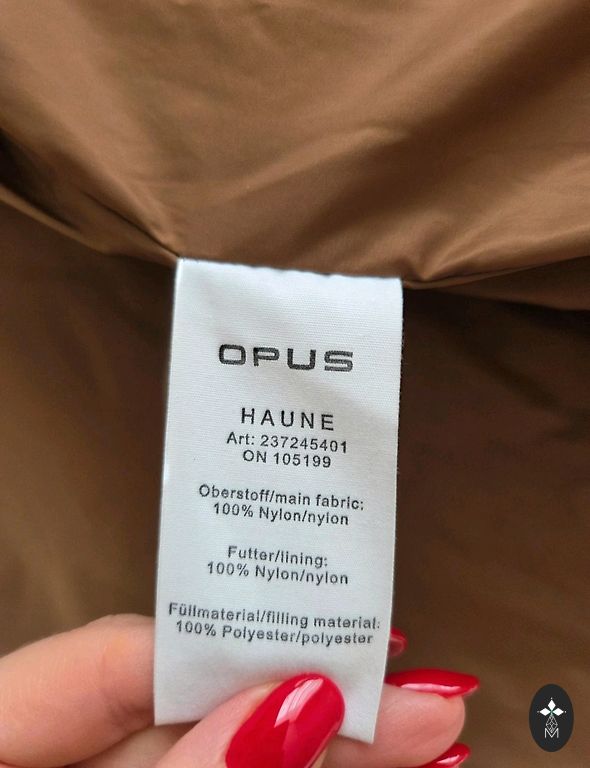 OPUS
HAUNE
Art: 237245401
ON 105199
Oberstoff/main fabric:
100% Nylon/nylon
Futter/lining:
100% Nylon/nylon
Füllmaterial/filling material:
100% Polyester/polyester